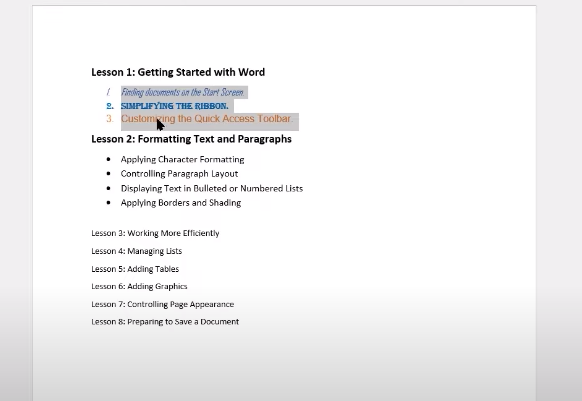 Lesson 1: Getting Started with Word
1. Finding documents on the Start Screen
2. SIMPLIFYING THE RIBBON.
3. Customizing the Quick Access Toolbar.
Lesson 2: Formatting Text and Paragraphs
• Applying Character Formatting
• Controlling Paragraph Layout
• Displaying Text in Bulleted or Numbered Lists
• Applying Borders and Shading
Lesson 3: Working More Efficiently
Lesson 4: Managing Lists
Lesson 5: Adding Tables
Lesson 6: Adding Graphics
Lesson 7: Controlling Page Appearance
Lesson 8: Preparing to Save a Document